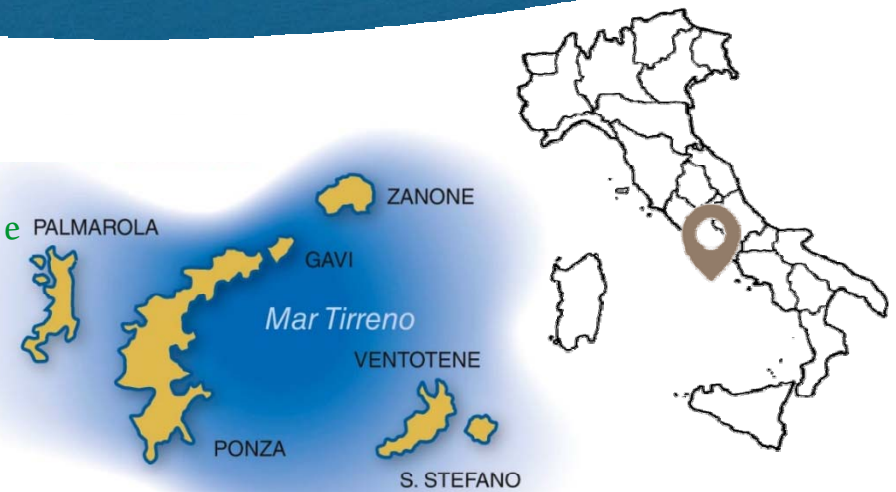 ZANONE
e PALMAROLA
GAVI
Mar Tirreno
VENTOTENE
PONZA
S. STEFANO